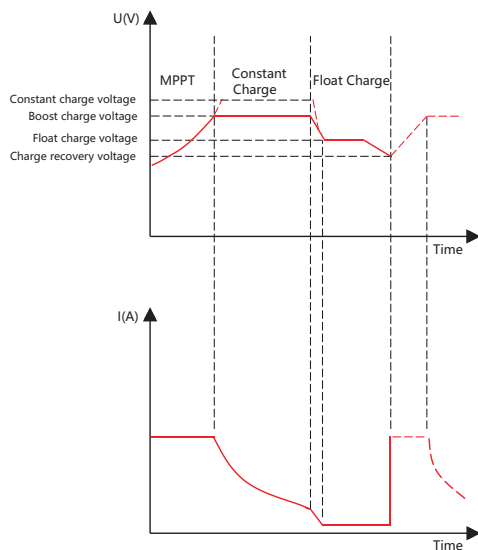 U(V)
MPPT
Constant
Charge
Float Charge
Constant charge voltage
Boost charge voltage
Float charge voltage
Charge recovery voltage
Time
I(A)
Time